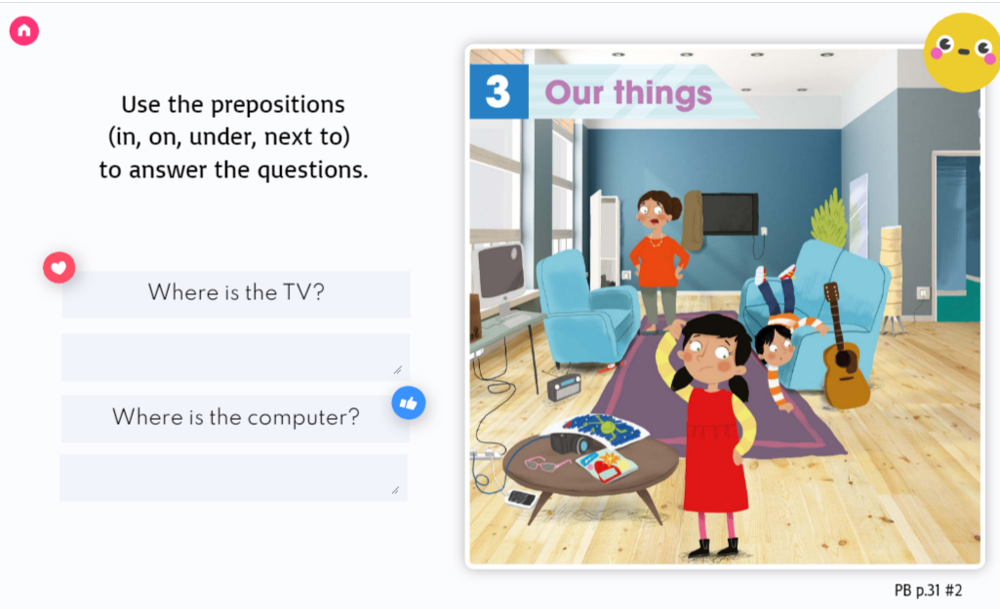 Use the prepositions
(in, on, under, next to)
to answer the questions.
Where is the TV?
Where is the computer?
3 Our things
PB p.31 #2